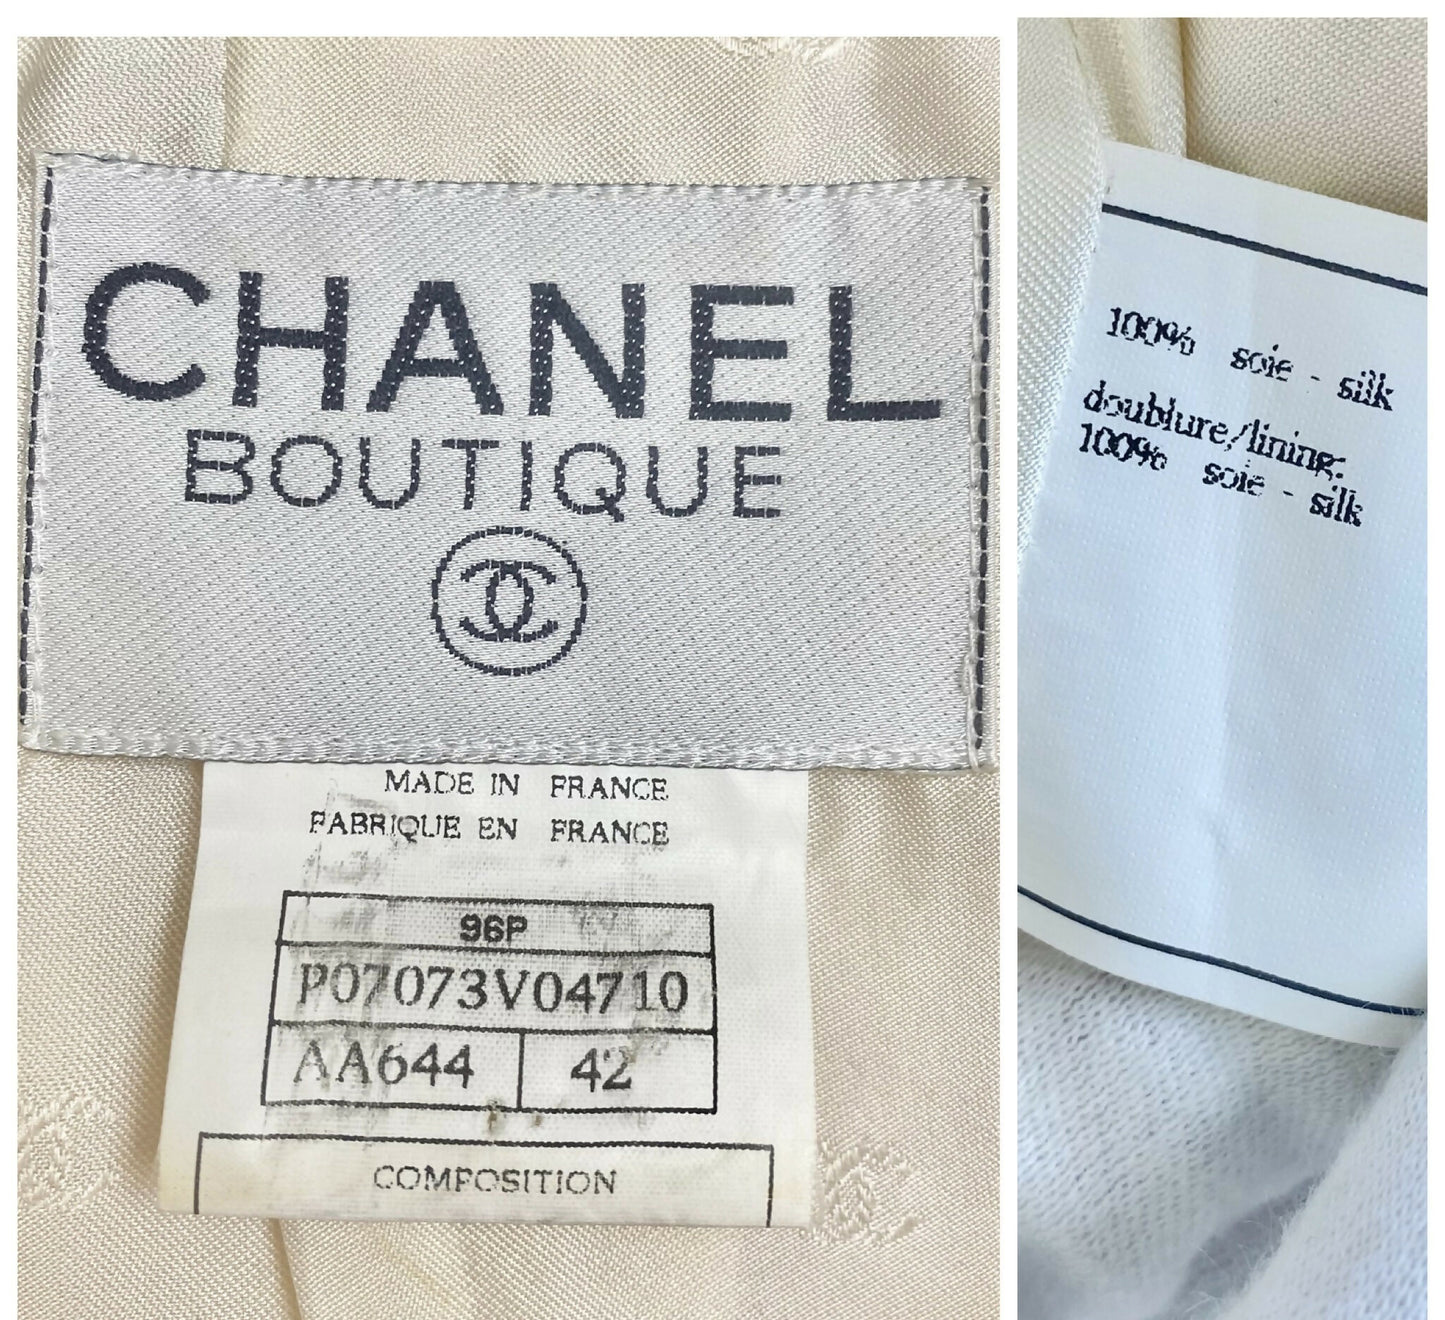 CHANEL
BOUTIQUE
MADE IN FRANCE
FABRIQUE EN FRANCE
96P
P07073V04710
AA644 42
COMPOSITION
100% soie - silk
doublure/lining:
100% soie - silk